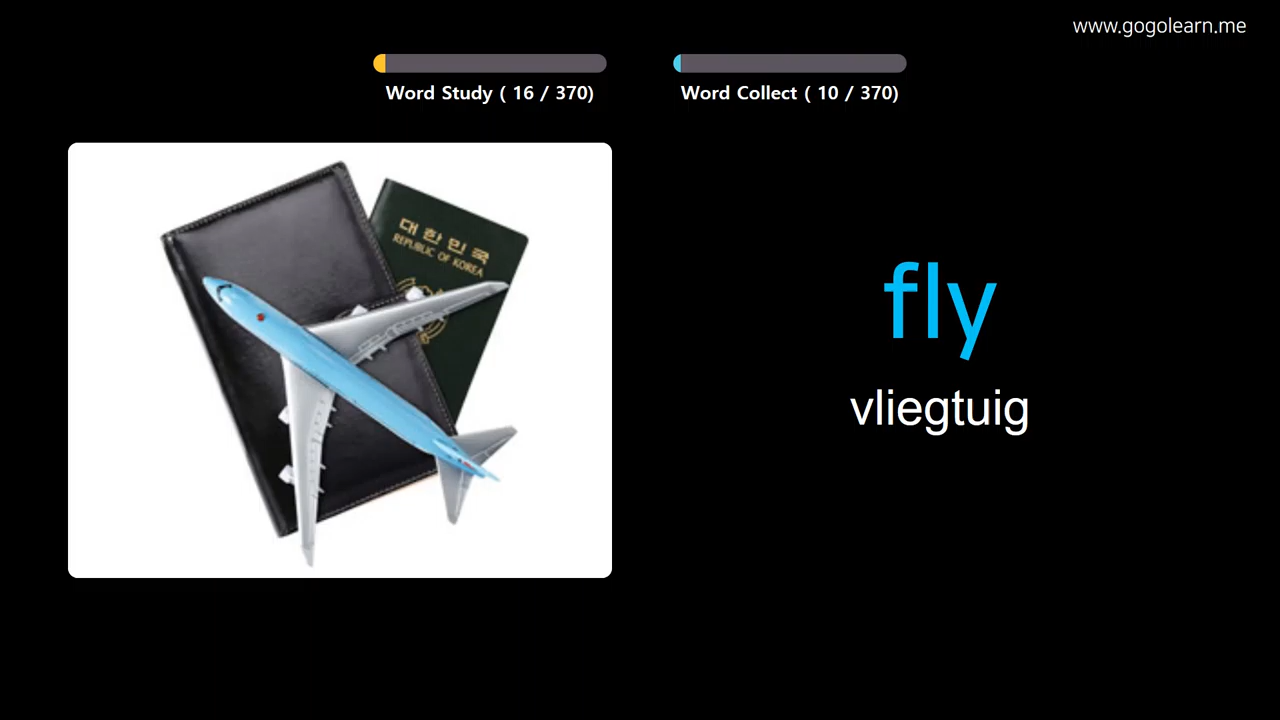 www.gogolearn.me
Word Study ( 16 / 370)
Word Collect ( 10 / 370)
대한민국
REPUBLIC OF KOREA
fly
vliegtuig